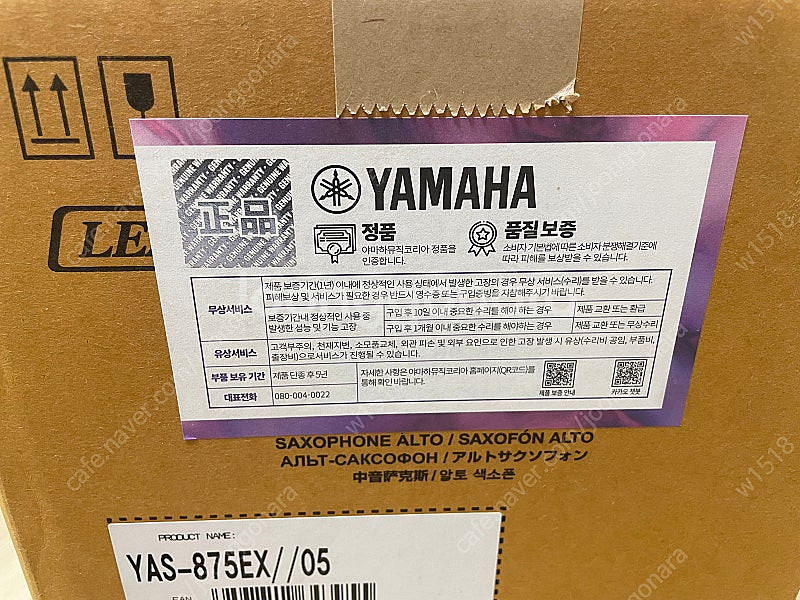 正品
YAMAHA
정품
야마하뮤직코리아 정품을
인증합니다.
품질 보증
소비자 기본법에 따른 소비자 분쟁해결기준에
따라 피해를 보상받을 수 있습니다.
무상서비스
제품 보증기간(1년) 이내에 정상적인 사용 상태에서 발생한 고장의 경우 무상 서비스(수리)를 받을 수 있습니다.
피해보상 및 서비스가 필요한 경우 반드시 영수증 또는 구입증빙을 지참해주시기 바랍니다.
보증기간내 정상적인 사용 중
발생한 성능 및 기능 고장
구입 후 10일 이내 중요한 수리를 해야 하는 경우
제품 교환 또는 환급
구입 후 1개월 이내 중요한 수리를 해야하는 경우
제품 교환 또는 무상수리
유상서비스
고객부주의, 천재지변, 소모품교체, 외관 파손 및 외부 요인으로 인한 고장 발생 시 유상(수리비 공임, 부품비,
출장비)으로 서비스가 진행될 수 있습니다.
부품 보유 기간
제품 단종 후 5년
자세한 사항은 야마하뮤직코리아 홈페이지(QR코드)를
통해 확인 바랍니다.
제품 보증 안내
카카오 챗봇
대표전화
080-004-0022
SAXOPHONE ALTO / SAXOFÓN ALTO
АЛЬТ-САКСОФОН / アルトサクソフォン
中音萨克斯 / 알토 색소폰
PRODUCT NAME:
YAS-875EX//05
EAN
cafe.naver.com/joonggonara
w1518